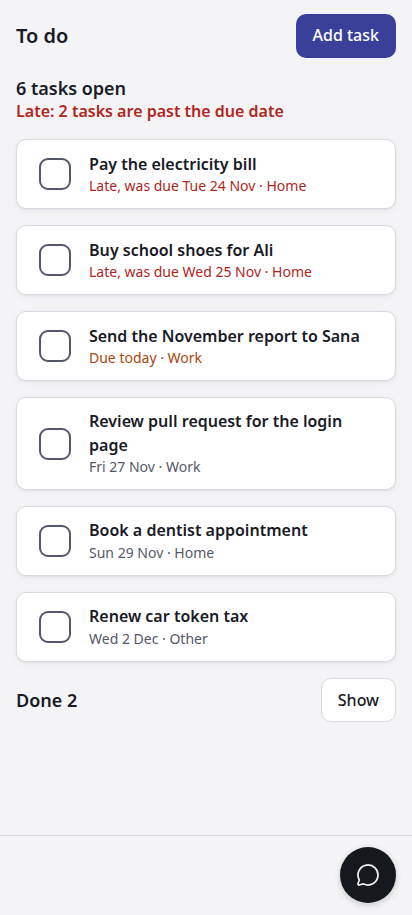 To do
Add task
6 tasks open
Late: 2 tasks are past the due date
Pay the electricity bill
Late, was due Tue 24 Nov · Home
Buy school shoes for Ali
Late, was due Wed 25 Nov · Home
Send the November report to Sana
Due today · Work
Review pull request for the login
page
Fri 27 Nov · Work
Book a dentist appointment
Sun 29 Nov · Home
Renew car token tax
Wed 2 Dec · Other
Done 2
Show